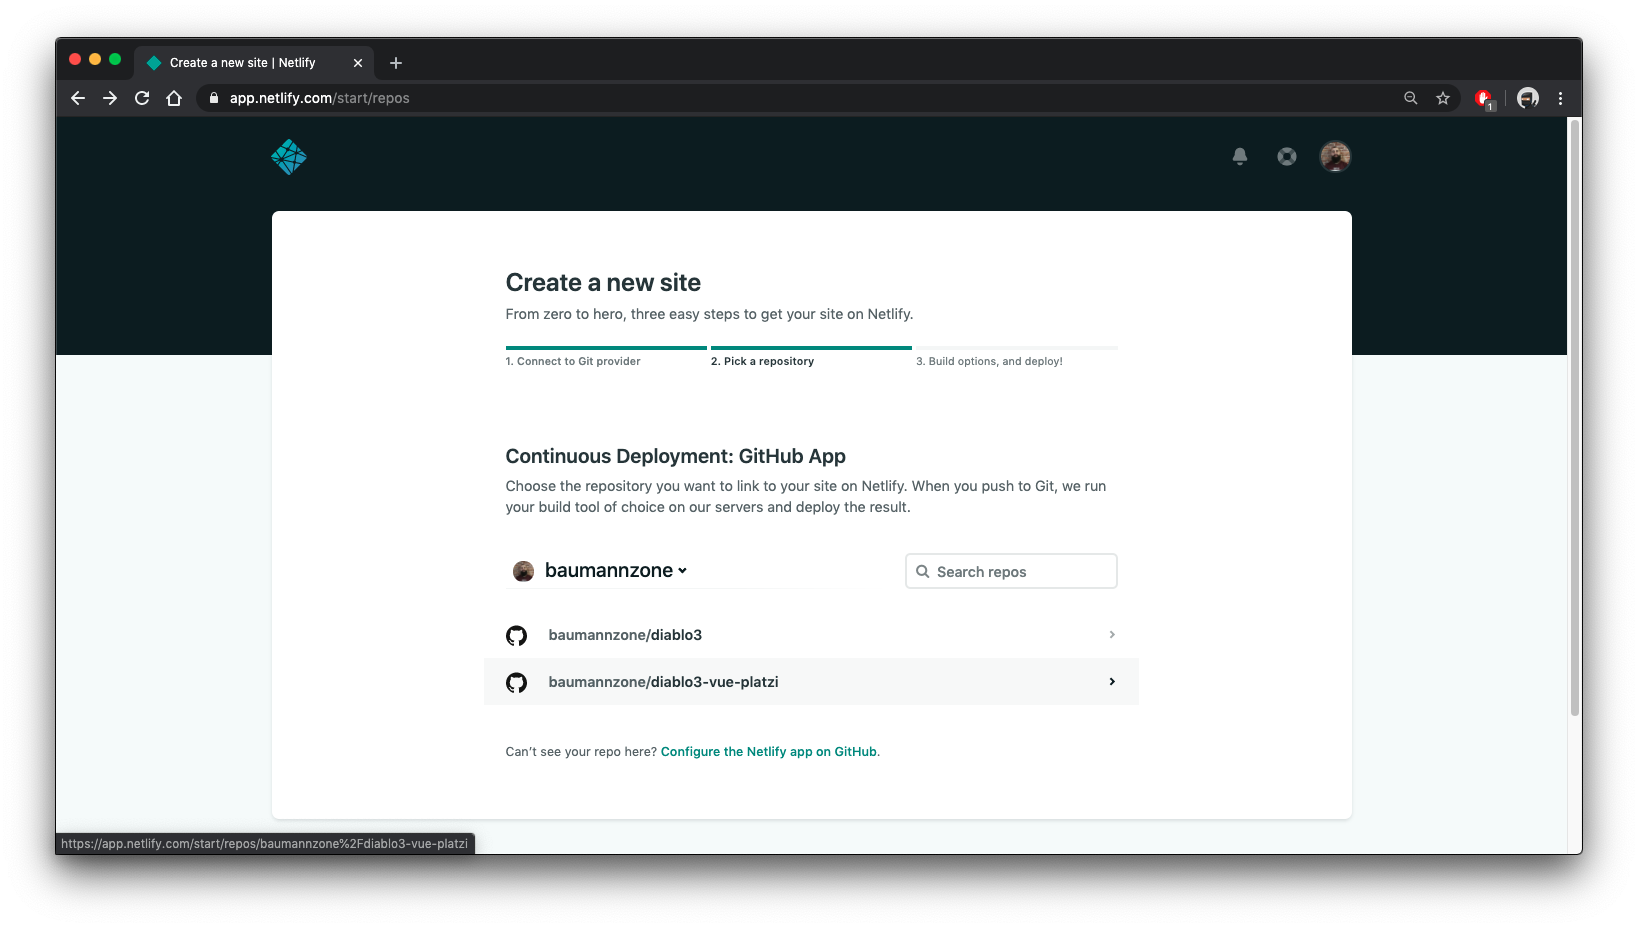 Create a new site | Netlify
app.netlify.com/start/repos
1
Create a new site
From zero to hero, three easy steps to get your site on Netlify.
1. Connect to Git provider
2. Pick a repository
3. Build options, and deploy!
Continuous Deployment: GitHub App
Choose the repository you want to link to your site on Netlify. When you push to Git, we run
your build tool of choice on our servers and deploy the result.
baumannzone
Search repos
baumannzone/diablo3
baumannzone/diablo3-vue-platzi
Can't see your repo here? Configure the Netlify app on GitHub.
https://app.netlify.com/start/repos/baumannzone%2Fdiablo3-vue-platzi